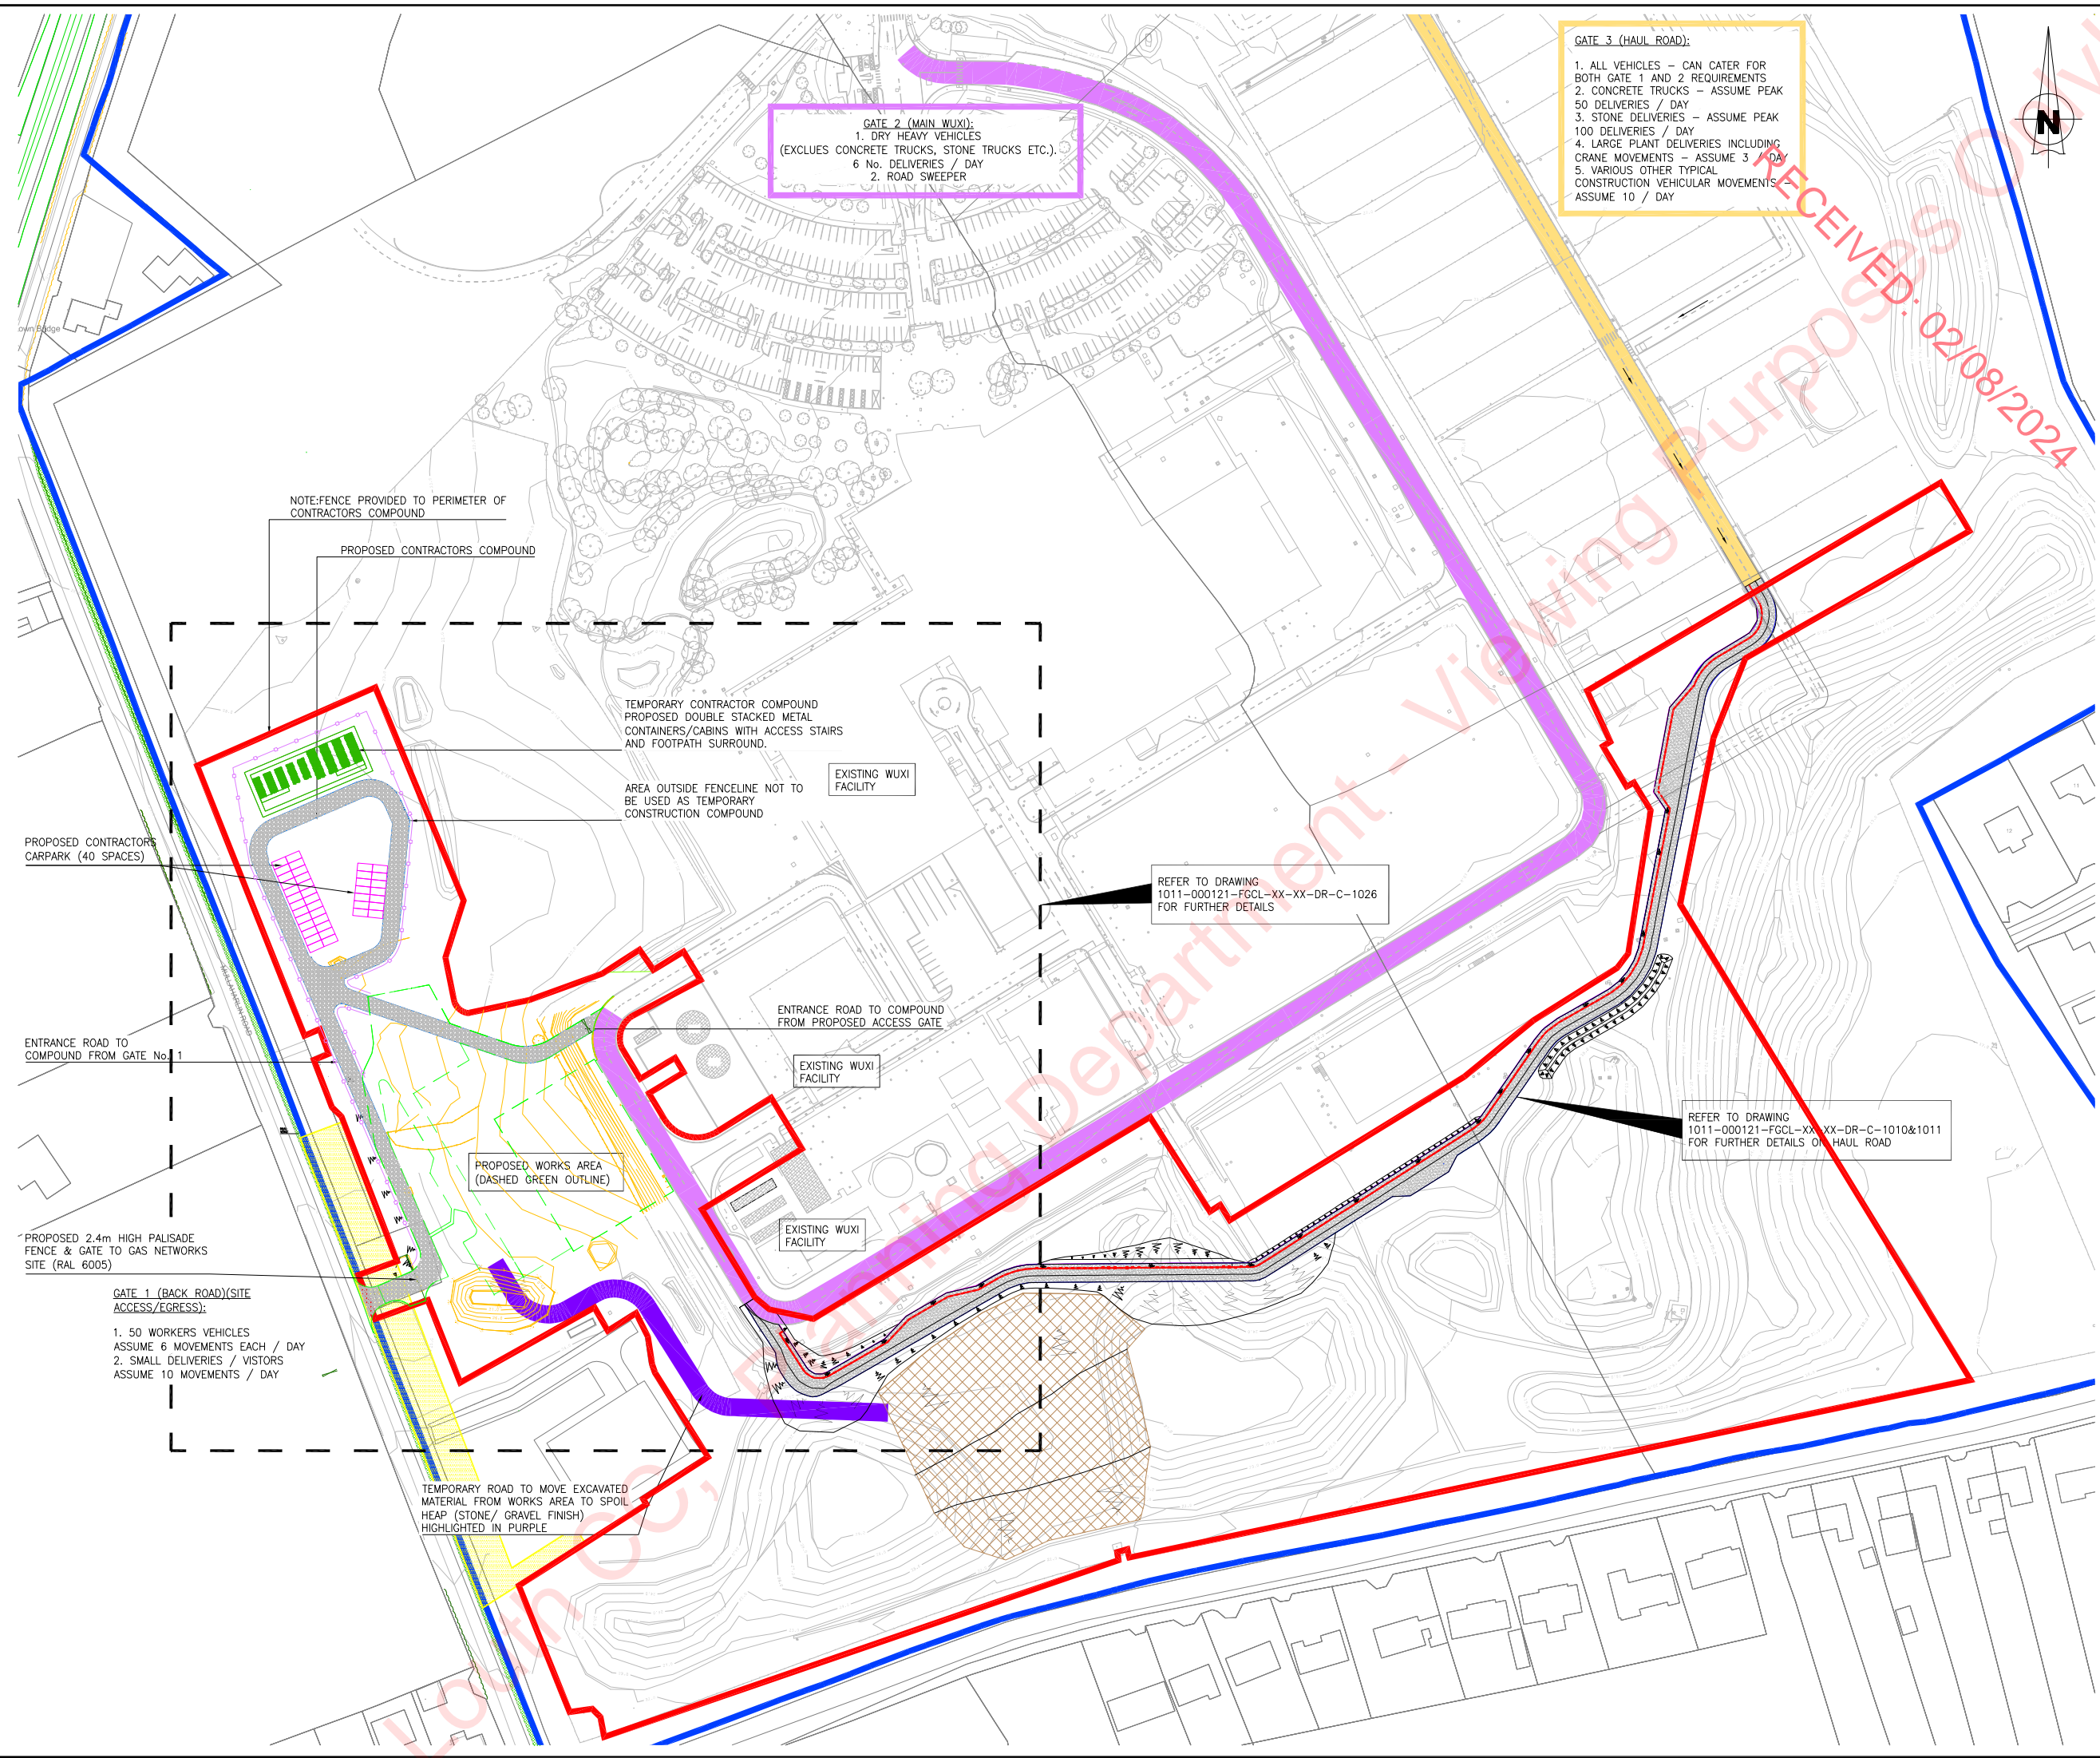 GATE 2 (MAIN WUXI):
1. DRY HEAVY VEHICLES
(EXCLUES CONCRETE TRUCKS, STONE TRUCKS ETC.).
6 No. DELIVERIES / DAY
2. ROAD SWEEPER
GATE 3 (HAUL ROAD):
1. ALL VEHICLES – CAN CATER FOR
BOTH GATE 1 AND 2 REQUIREMENTS
2. CONCRETE TRUCKS – ASSUME PEAK
50 DELIVERIES / DAY
3. STONE DELIVERIES – ASSUME PEAK
100 DELIVERIES / DAY
4. LARGE PLANT DELIVERIES INCLUDING
CRANE MOVEMENTS – ASSUME 3 / DAY
5. VARIOUS OTHER TYPICAL
CONSTRUCTION VEHICULAR MOVEMENTS –
ASSUME 10 / DAY
N
RECEIVED: 02/08/2024
own Bridge
NOTE:FENCE PROVIDED TO PERIMETER OF
CONTRACTORS COMPOUND
PROPOSED CONTRACTORS COMPOUND
TEMPORARY CONTRACTOR COMPOUND
PROPOSED DOUBLE STACKED METAL
CONTAINERS/CABINS WITH ACCESS STAIRS
AND FOOTPATH SURROUND.
EXISTING WUXI
FACILITY
AREA OUTSIDE FENCELINE NOT TO
BE USED AS TEMPORARY
CONSTRUCTION COMPOUND
PROPOSED CONTRACTORS
CARPARK (40 SPACES)
REFER TO DRAWING
1011-000121-FGCL-XX-XX-DR-C-1026
FOR FURTHER DETAILS
MULLAHARLIN ROAD
ENTRANCE ROAD TO COMPOUND
FROM PROPOSED ACCESS GATE
ENTRANCE ROAD TO
COMPOUND FROM GATE No. 1
EXISTING WUXI
FACILITY
REFER TO DRAWING
1011-000121-FGCL-XX-XX-DR-C-1010&1011
FOR FURTHER DETAILS ON HAUL ROAD
PROPOSED WORKS AREA
(DASHED GREEN OUTLINE)
EXISTING WUXI
FACILITY
PROPOSED 2.4m HIGH PALISADE
FENCE & GATE TO GAS NETWORKS
SITE (RAL 6005)
GATE 1 (BACK ROAD)(SITE
ACCESS/EGRESS):
1. 50 WORKERS VEHICLES
ASSUME 6 MOVEMENTS EACH / DAY
2. SMALL DELIVERIES / VISTORS
ASSUME 10 MOVEMENTS / DAY
TEMPORARY ROAD TO MOVE EXCAVATED
MATERIAL FROM WORKS AREA TO SPOIL
HEAP (STONE/ GRAVEL FINISH)
HIGHLIGHTED IN PURPLE
Louth CC, Planning Department - Viewing Purposes Only